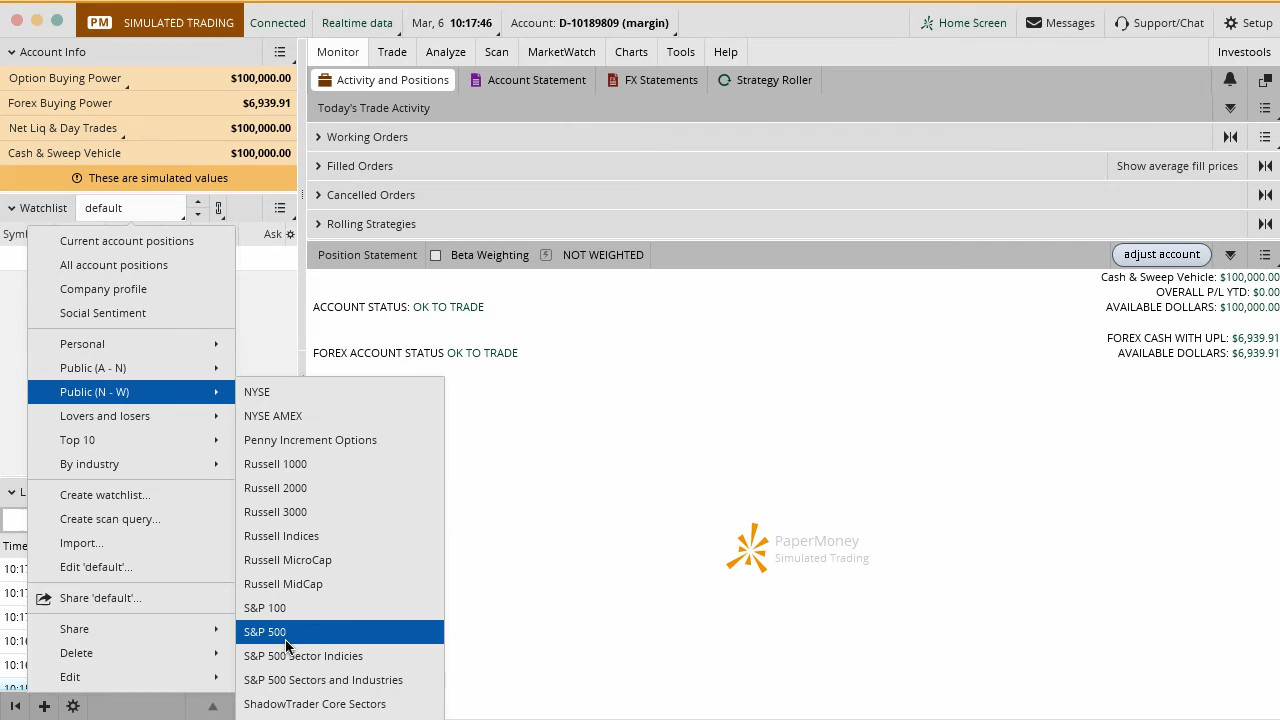 PM SIMULATED TRADING Connected Realtime data Mar, 6 10:17:46 Account: D-10189809 (margin) Home Screen Messages Support/Chat Setup
Account Info
Monitor Trade Analyze Scan MarketWatch Charts Tools Help Investools
Option Buying Power $100,000.00
Forex Buying Power $6,939.91
Net Liq & Day Trades $100,000.00
Cash & Sweep Vehicle $100,000.00
These are simulated values
Activity and Positions Account Statement FX Statements Strategy Roller
Today's Trade Activity
Working Orders
Filled Orders Show average fill prices
Cancelled Orders
Rolling Strategies
Watchlist default
Ask
Position Statement Beta Weighting NOT WEIGHTED adjust account
Cash & Sweep Vehicle: $100,000.00
OVERALL P/L YTD: $0.00
ACCOUNT STATUS: OK TO TRADE AVAILABLE DOLLARS: $100,000.00
FOREX CASH WITH UPL: $6,939.91
FOREX ACCOUNT STATUS OK TO TRADE AVAILABLE DOLLARS: $6,939.91
Current account positions
All account positions
Company profile
Social Sentiment
Personal
Public (A - N)
Public (N - W)
Lovers and losers
Top 10
By industry
Create watchlist...
Create scan query...
Import...
Edit 'default'...
Share 'default'...
Share
Delete
Edit
NYSE
NYSE AMEX
Penny Increment Options
Russell 1000
Russell 2000
Russell 3000
Russell Indices
Russell MicroCap
Russell MidCap
S&P 100
S&P 500
S&P 500 Sector Indicies
S&P 500 Sectors and Industries
ShadowTrader Core Sectors
Time
PaperMoney
Simulated Trading